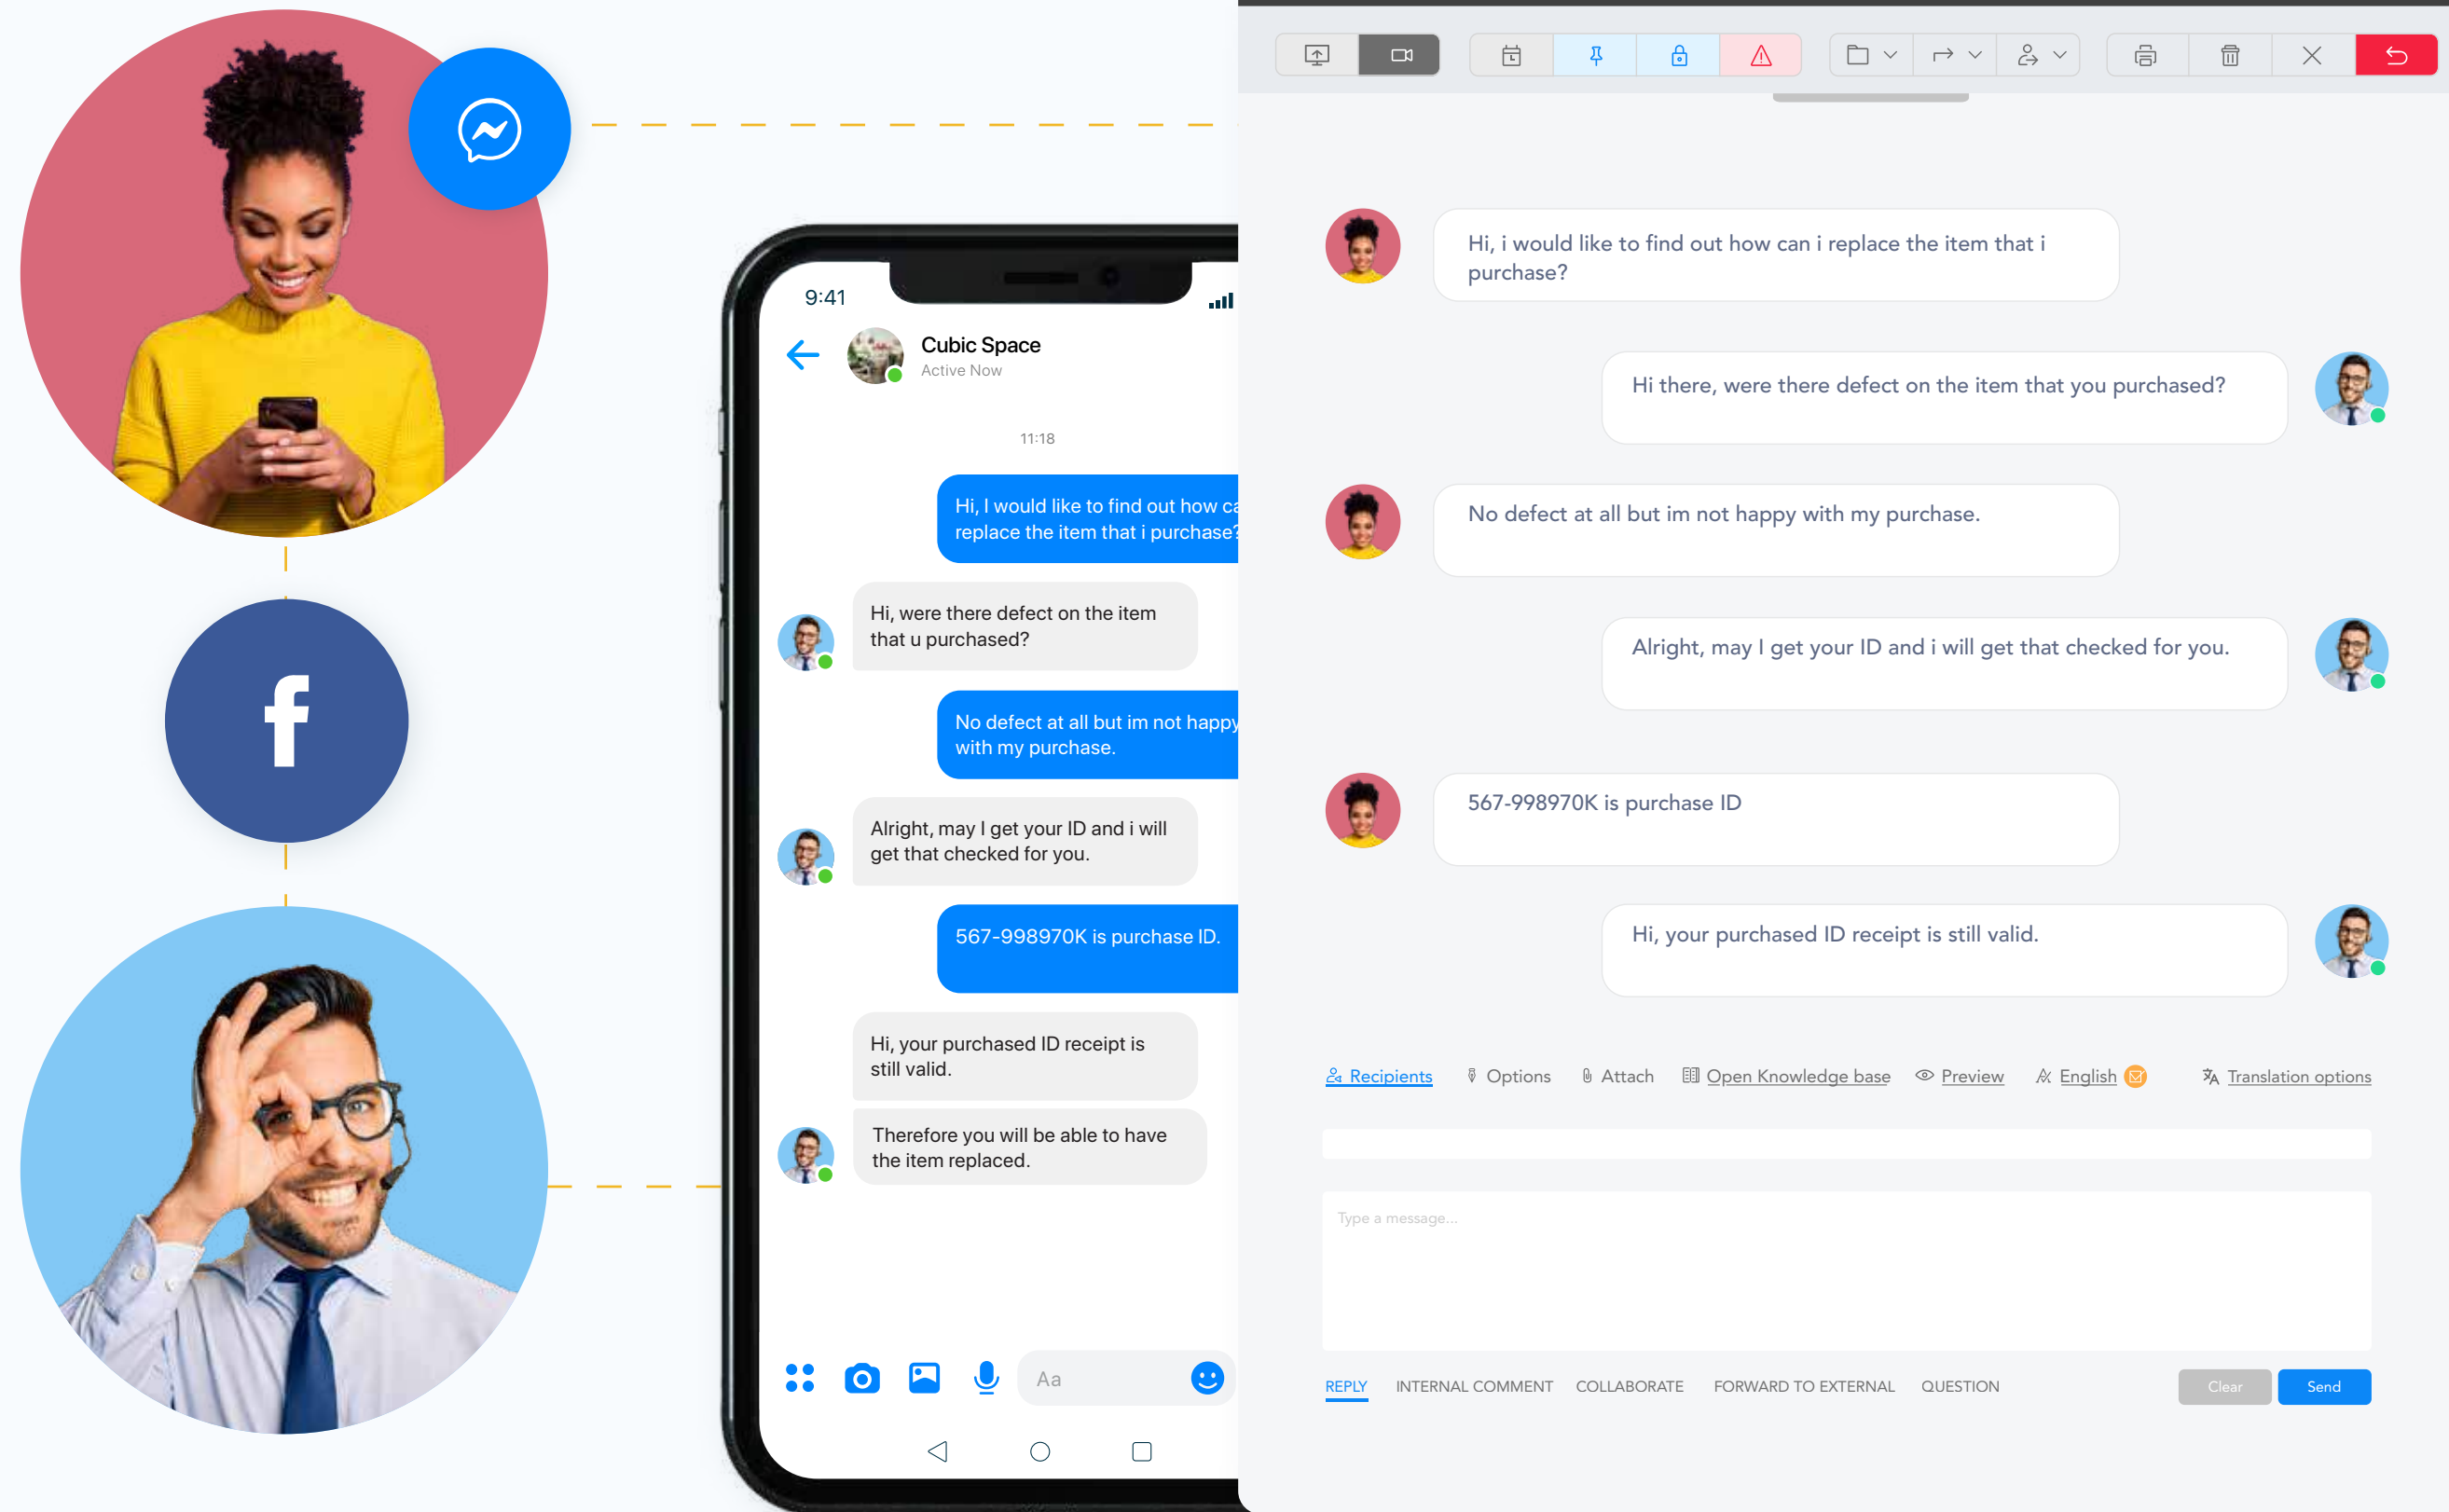 9:41
Cubic Space
Active Now
11:18
Hi, I would like to find out how
replace the item that i purchase?
Hi, were there defect on the item
that u purchased?
No defect at all but im not happy
with my purchase.
Alright, may I get your ID and i will
get that checked for you.
567-998970K is purchase ID.
Hi, your purchased ID receipt is
still valid.
Therefore you will be able to have
the item replaced.
Aa
Hi, i would like to find out how can i replace the item that i
purchase?
Hi there, were there defect on the item that you purchased?
No defect at all but im not happy with my purchase.
Alright, may I get your ID and i will get that checked for you.
567-998970K is purchase ID
Hi, your purchased ID receipt is still valid.
Recipients Options Attach Open Knowledge base Preview English Translation options
Type a message...
REPLY INTERNAL COMMENT COLLABORATE FORWARD TO EXTERNAL QUESTION Clear Send